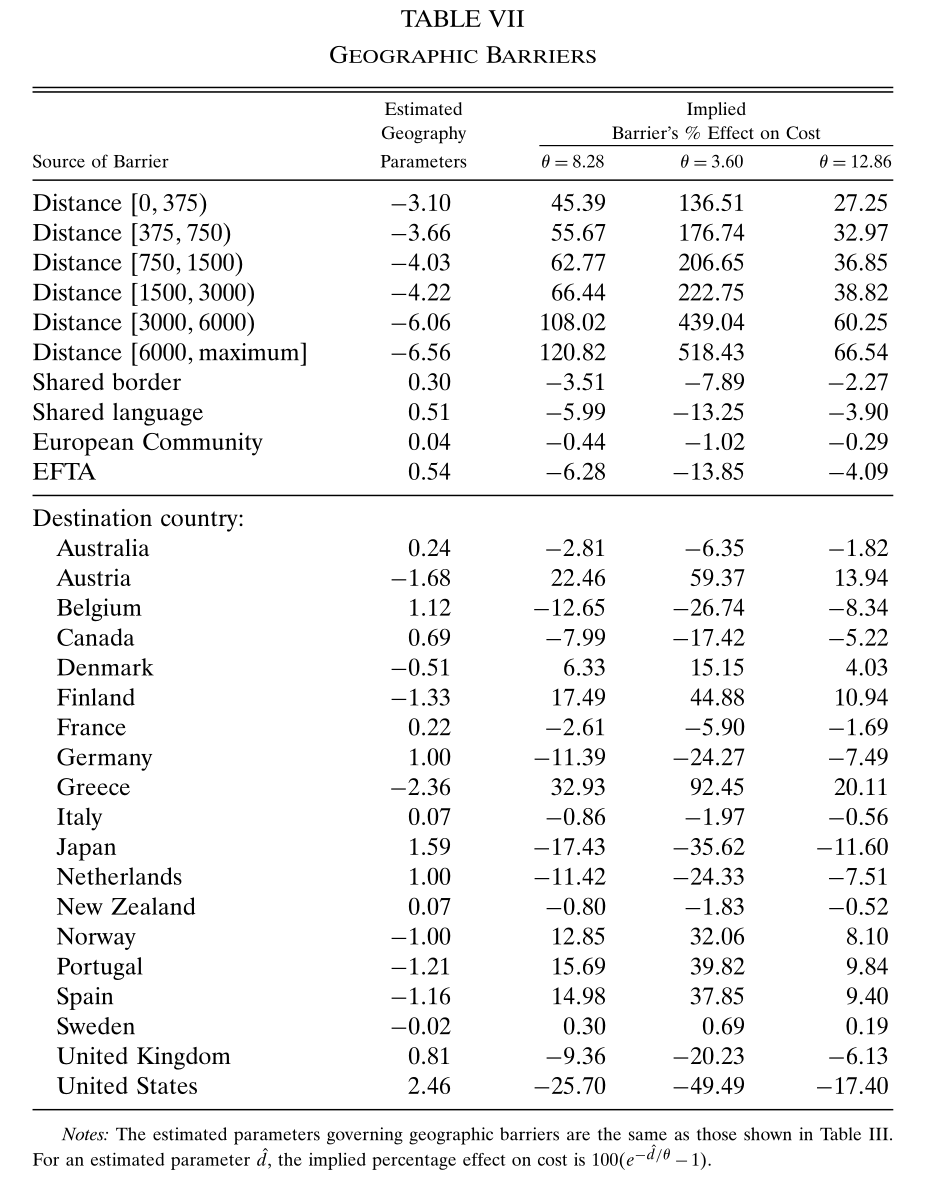 TABLE VII
GEOGRAPHIC BARRIERS
Estimated Implied
Geography Barrier's % Effect on Cost
Source of Barrier Parameters θ = 8.28 θ = 3.60 θ = 12.86
Distance [0, 375) −3.10 45.39 136.51 27.25
Distance [375, 750) −3.66 55.67 176.74 32.97
Distance [750, 1500) −4.03 62.77 206.65 36.85
Distance [1500, 3000) −4.22 66.44 222.75 38.82
Distance [3000, 6000) −6.06 108.02 439.04 60.25
Distance [6000, maximum] −6.56 120.82 518.43 66.54
Shared border 0.30 −3.51 −7.89 −2.27
Shared language 0.51 −5.99 −13.25 −3.90
European Community 0.04 −0.44 −1.02 −0.29
EFTA 0.54 −6.28 −13.85 −4.09
Destination country:
Australia 0.24 −2.81 −6.35 −1.82
Austria −1.68 22.46 59.37 13.94
Belgium 1.12 −12.65 −26.74 −8.34
Canada 0.69 −7.99 −17.42 −5.22
Denmark −0.51 6.33 15.15 4.03
Finland −1.33 17.49 44.88 10.94
France 0.22 −2.61 −5.90 −1.69
Germany 1.00 −11.39 −24.27 −7.49
Greece −2.36 32.93 92.45 20.11
Italy 0.07 −0.86 −1.97 −0.56
Japan 1.59 −17.43 −35.62 −11.60
Netherlands 1.00 −11.42 −24.33 −7.51
New Zealand 0.07 −0.80 −1.83 −0.52
Norway −1.00 12.85 32.06 8.10
Portugal −1.21 15.69 39.82 9.84
Spain −1.16 14.98 37.85 9.40
Sweden −0.02 0.30 0.69 0.19
United Kingdom 0.81 −9.36 −20.23 −6.13
United States 2.46 −25.70 −49.49 −17.40
Notes: The estimated parameters governing geographic barriers are the same as those shown in Table III.
For an estimated parameter d̂, the implied percentage effect on cost is 100(e^{−d̂/θ} − 1).